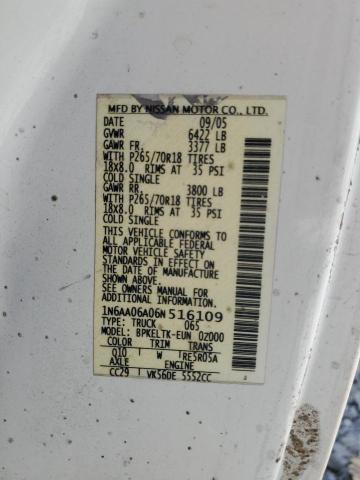 MFD BY NISSAN MOTOR CO., LTD.
DATE 09/05
GVWR 6422 LB
GAWR FR. 3377 LB
WITH P265/70R18 TIRES
18X8.0 RIMS AT 35 PSI
COLD SINGLE
GAWR RR. 3800 LB
WITH P265/70R18 TIRES
18X8.0 RIMS AT 35 PSI
COLD SINGLE
THIS VEHICLE CONFORMS TO
ALL APPLICABLE FEDERAL
MOTOR VEHICLE SAFETY
STANDARDS IN EFFECT ON THE
DATE OF MANUFACTURE
SHOWN ABOVE.
SEE OWNERS MANUAL FOR
ADDITIONAL INFORMATION
1N6AA06A06N516109
TYPE: TRUCK 065
MODEL: BPKELTK-EUN 0Z000
COLOR TRIM TRANS
Q10 W RE5R05A
AXLE ENGINE
CC29 VK56DE 5552CC
2